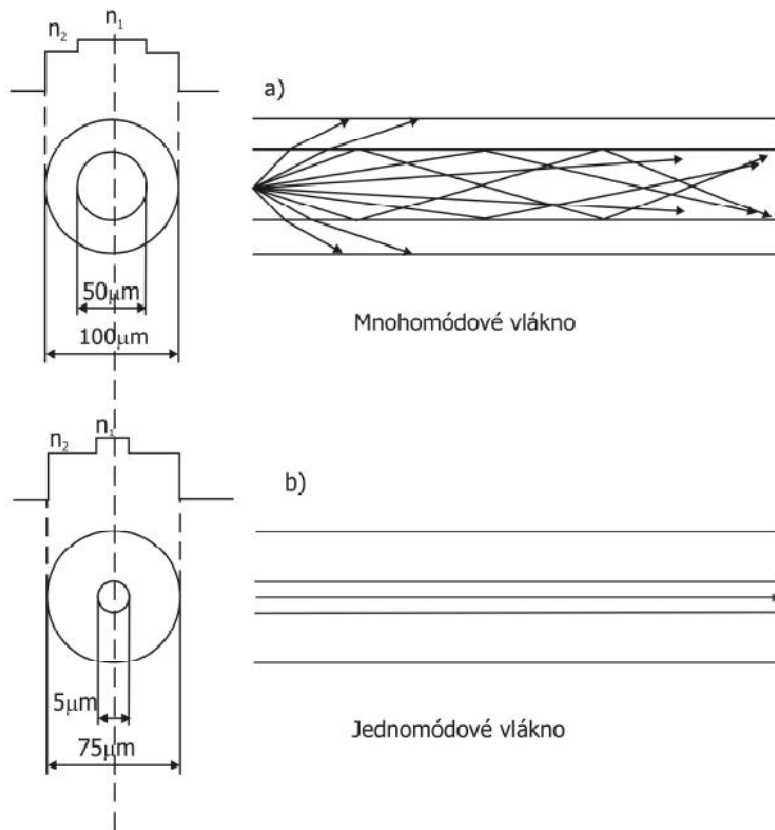 n₁
n₂
a)
50μm
100μm
Mnohomódové vlákno
n₁
n₂
b)
5μm
75μm
Jednomódové vlákno